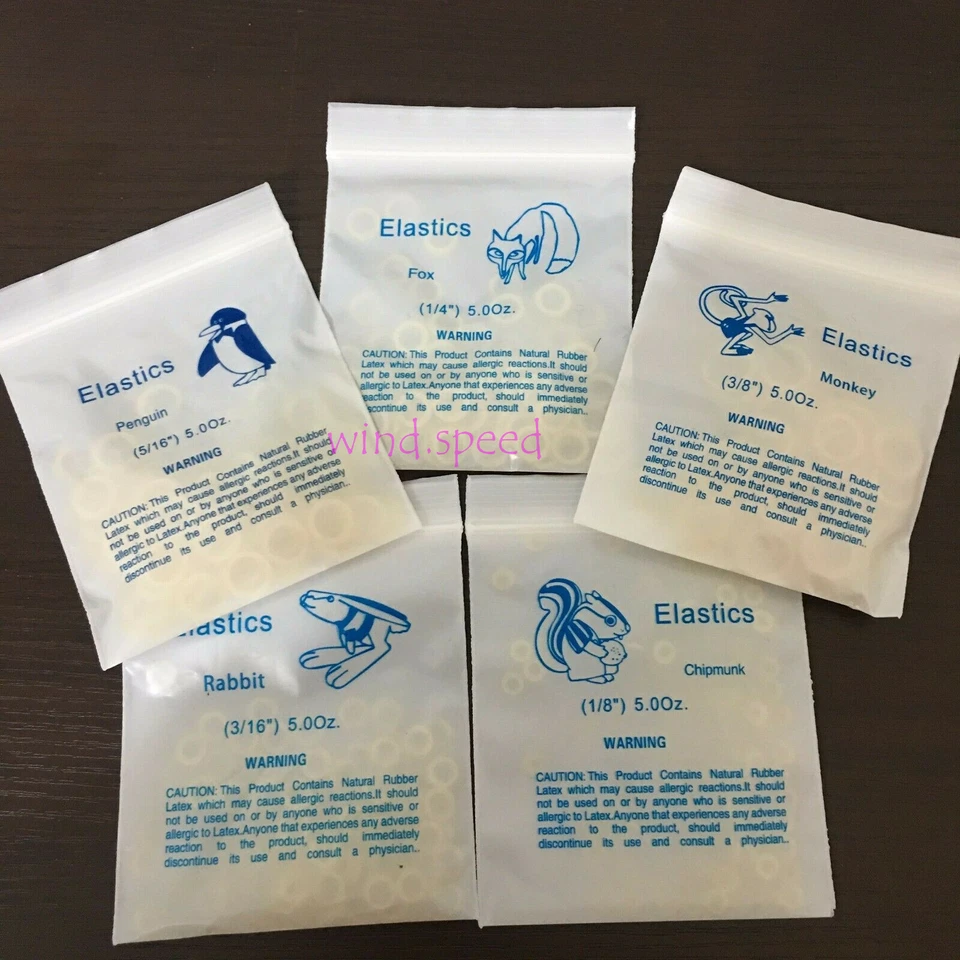 Elastics
Fox
(1/4") 5.0Oz.
WARNING
CAUTION: This Product Contains Natural Rubber
Latex which may cause allergic reactions.It should
not be used on or by anyone who is sensitive or
allergic to Latex.Anyone that experiences any adverse
reaction to the product, should immediately
discontinue its use and consult a physician..
Elastics
Penguin
(5/16") 5.0Oz.
WARNING
CAUTION: This Product Contains Natural Rubber
Latex which may cause allergic reactions.It should
not be used on or by anyone who is sensitive or
allergic to Latex.Anyone that experiences any adverse
reaction to the product, should immediately
discontinue its use and consult a physician..
Elastics
Monkey
(3/8") 5.0Oz.
WARNING
CAUTION: This Product Contains Natural Rubber
Latex which may cause allergic reactions.It should
not be used on or by anyone who is sensitive or
allergic to Latex.Anyone that experiences any adverse
reaction to the product, should immediately
discontinue its use and consult a physician..
wind.speed
Elastics
Rabbit
(3/16") 5.0Oz.
WARNING
CAUTION: This Product Contains Natural Rubber
Latex which may cause allergic reactions.It should
not be used on or by anyone who is sensitive or
allergic to Latex.Anyone that experiences any adverse
reaction to the product, should immediately
discontinue its use and consult a physician..
Elastics
Chipmunk
(1/8") 5.0Oz.
WARNING
CAUTION: This Product Contains Natural Rubber
Latex which may cause allergic reactions.It should
not be used on or by anyone who is sensitive or
allergic to Latex.Anyone that experiences any adverse
reaction to the product, should immediately
discontinue its use and consult a physician..